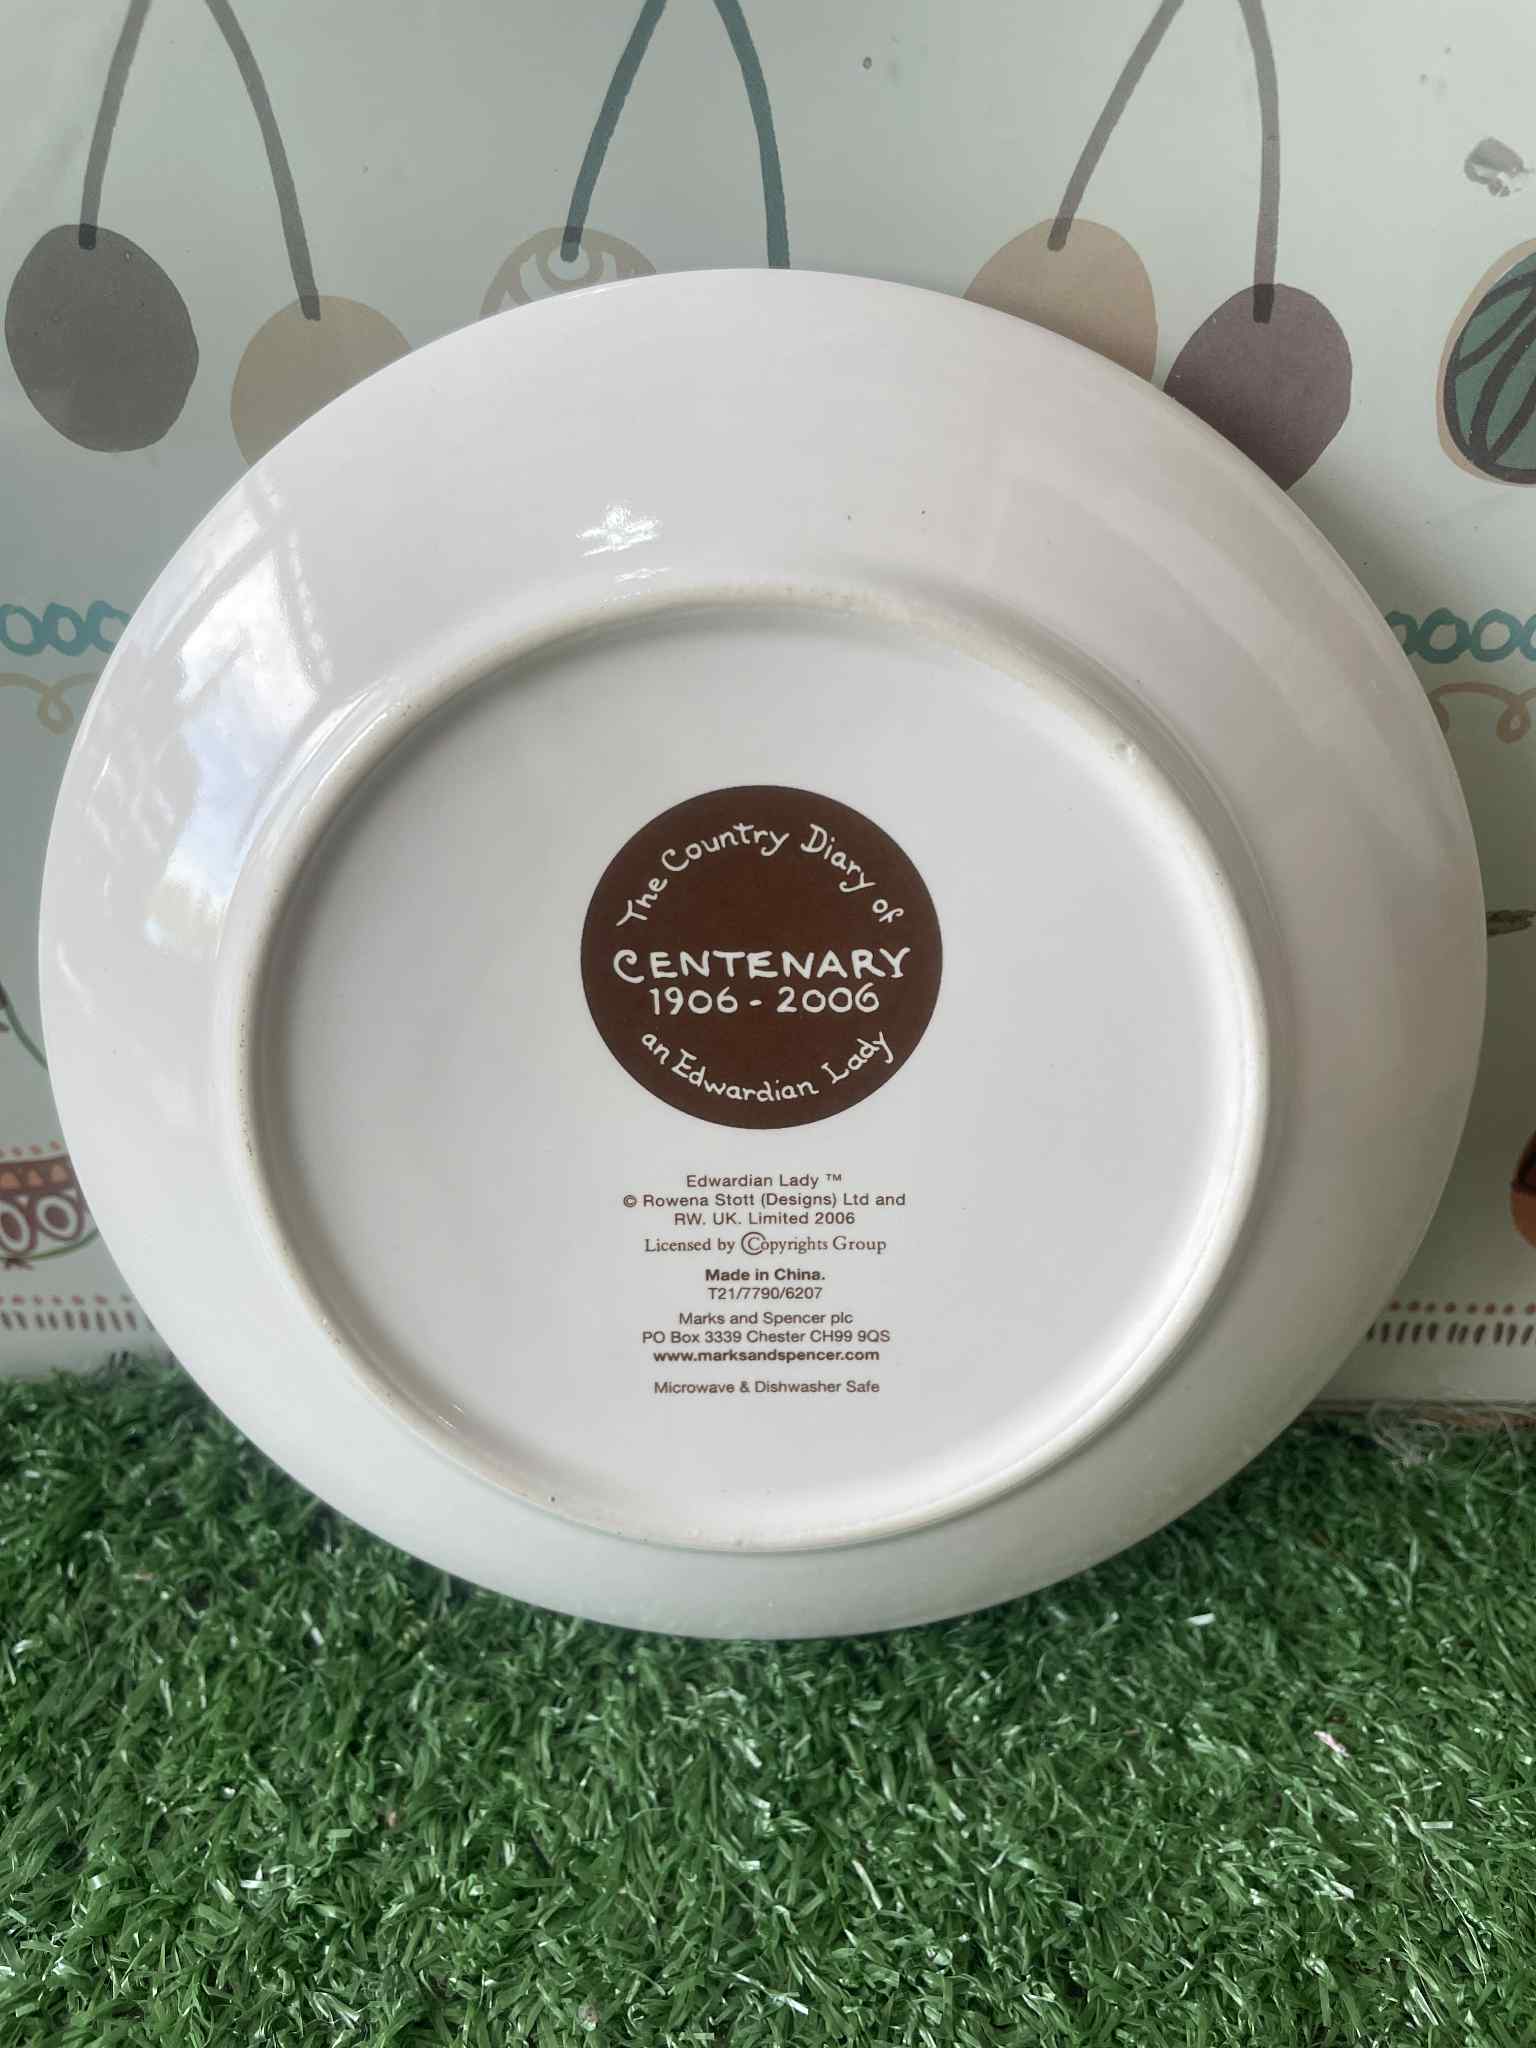 The Country Diary of
CENTENARY
1906 - 2006
an Edwardian Lady
Edwardian Lady ™
© Rowena Stott (Designs) Ltd and
RW. UK. Limited 2006
Licensed by Copyrights Group
Made in China.
T21/7790/6207
Marks and Spencer plc
PO Box 3339 Chester CH99 9QS
www.marksandspencer.com
Microwave & Dishwasher Safe